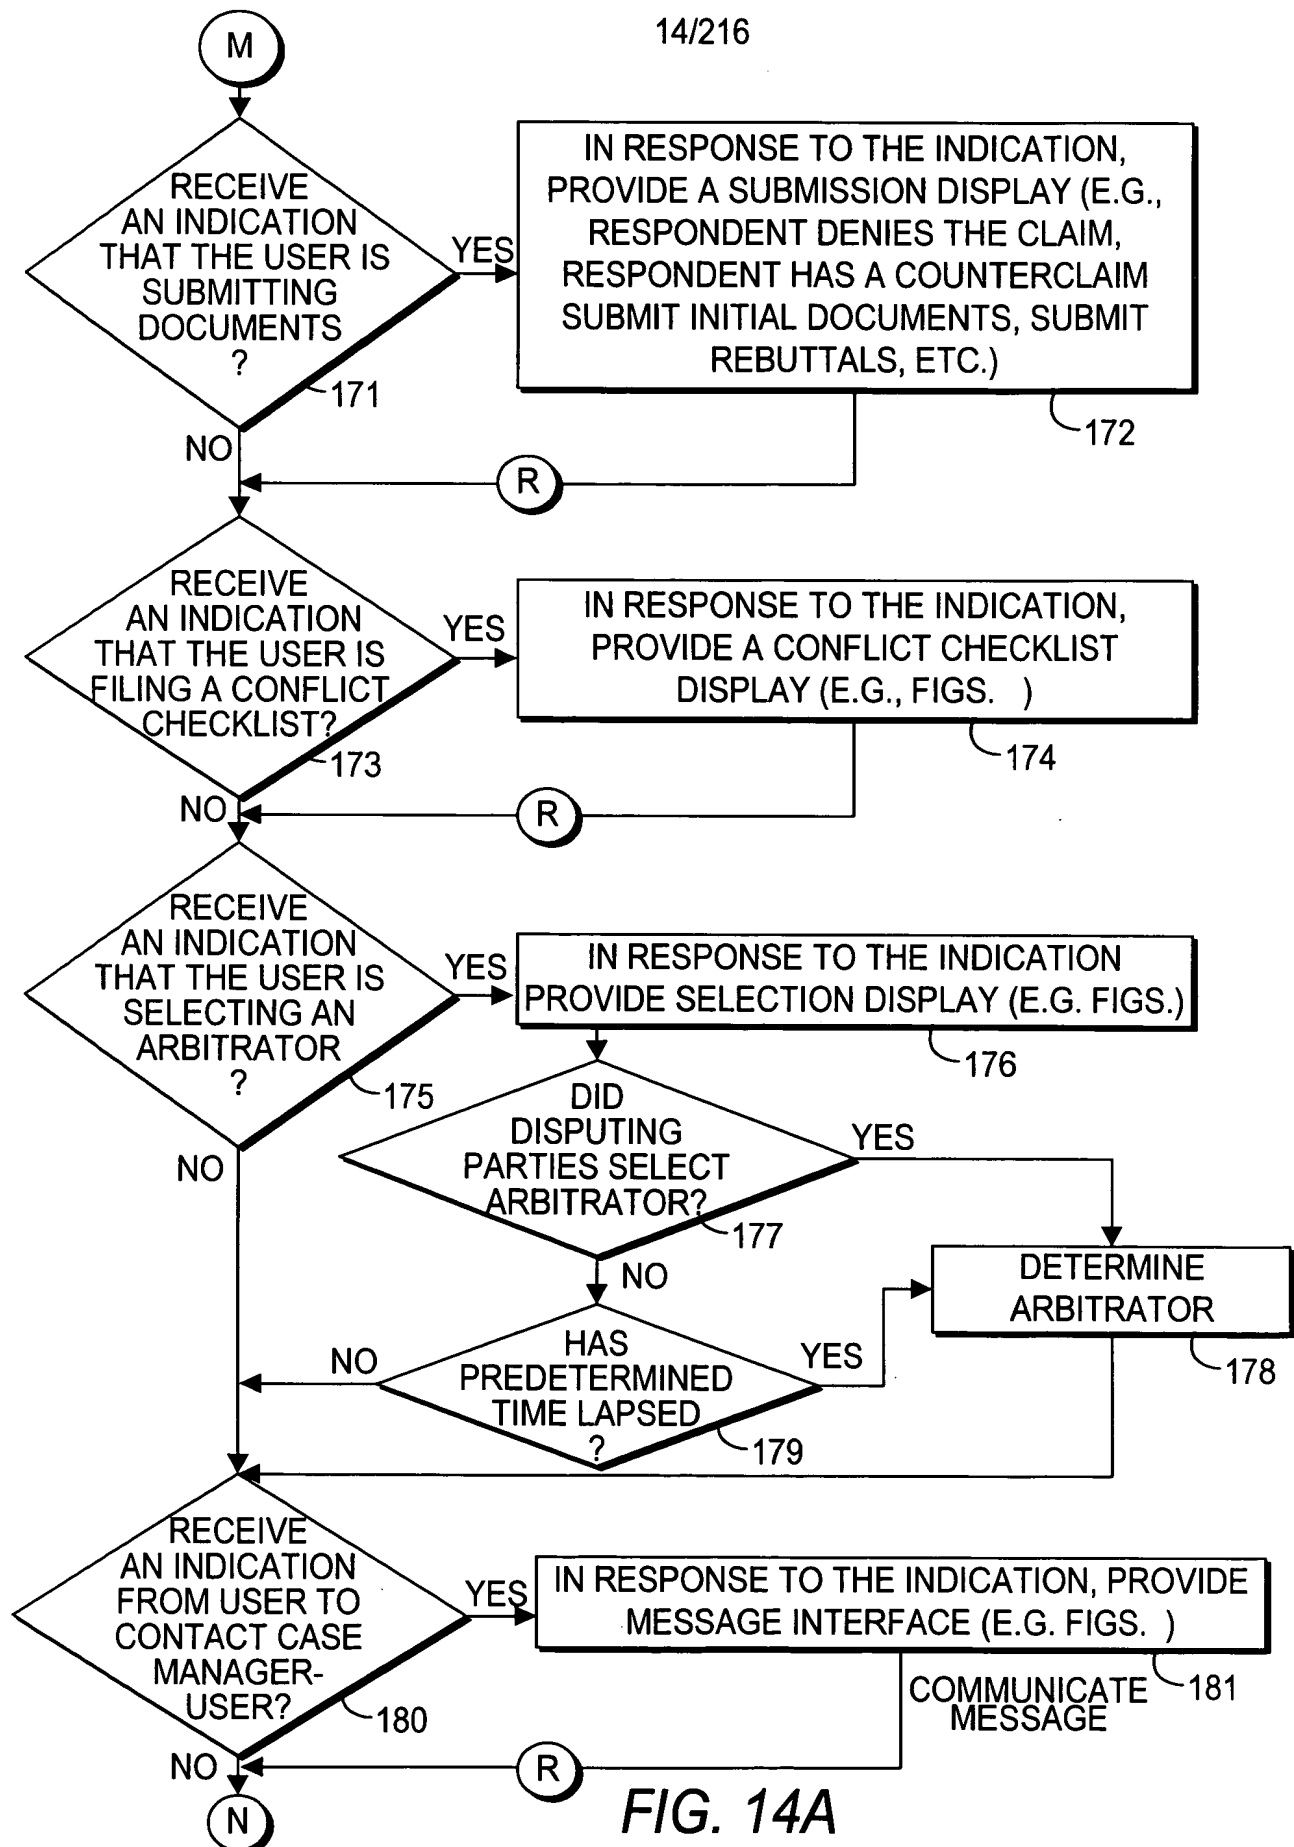 14/216
M
RECEIVE
AN INDICATION
THAT THE USER IS
SUBMITTING
DOCUMENTS
?
171
YES
NO
IN RESPONSE TO THE INDICATION,
PROVIDE A SUBMISSION DISPLAY (E.G.,
RESPONDENT DENIES THE CLAIM,
RESPONDENT HAS A COUNTERCLAIM
SUBMIT INITIAL DOCUMENTS, SUBMIT
REBUTTALS, ETC.)
172
R
RECEIVE
AN INDICATION
THAT THE USER IS
FILING A CONFLICT
CHECKLIST?
173
YES
NO
IN RESPONSE TO THE INDICATION,
PROVIDE A CONFLICT CHECKLIST
DISPLAY (E.G., FIGS. )
174
R
RECEIVE
AN INDICATION
THAT THE USER IS
SELECTING AN
ARBITRATOR
?
175
YES
NO
IN RESPONSE TO THE INDICATION
PROVIDE SELECTION DISPLAY (E.G. FIGS.)
176
DID
DISPUTING
PARTIES SELECT
ARBITRATOR?
177
YES
NO
DETERMINE
ARBITRATOR
178
HAS
PREDETERMINED
TIME LAPSED
?
179
NO
YES
RECEIVE
AN INDICATION
FROM USER TO
CONTACT CASE
MANAGER-
USER?
180
YES
NO
IN RESPONSE TO THE INDICATION, PROVIDE
MESSAGE INTERFACE (E.G. FIGS. )
181
COMMUNICATE
MESSAGE
R
N
FIG. 14A